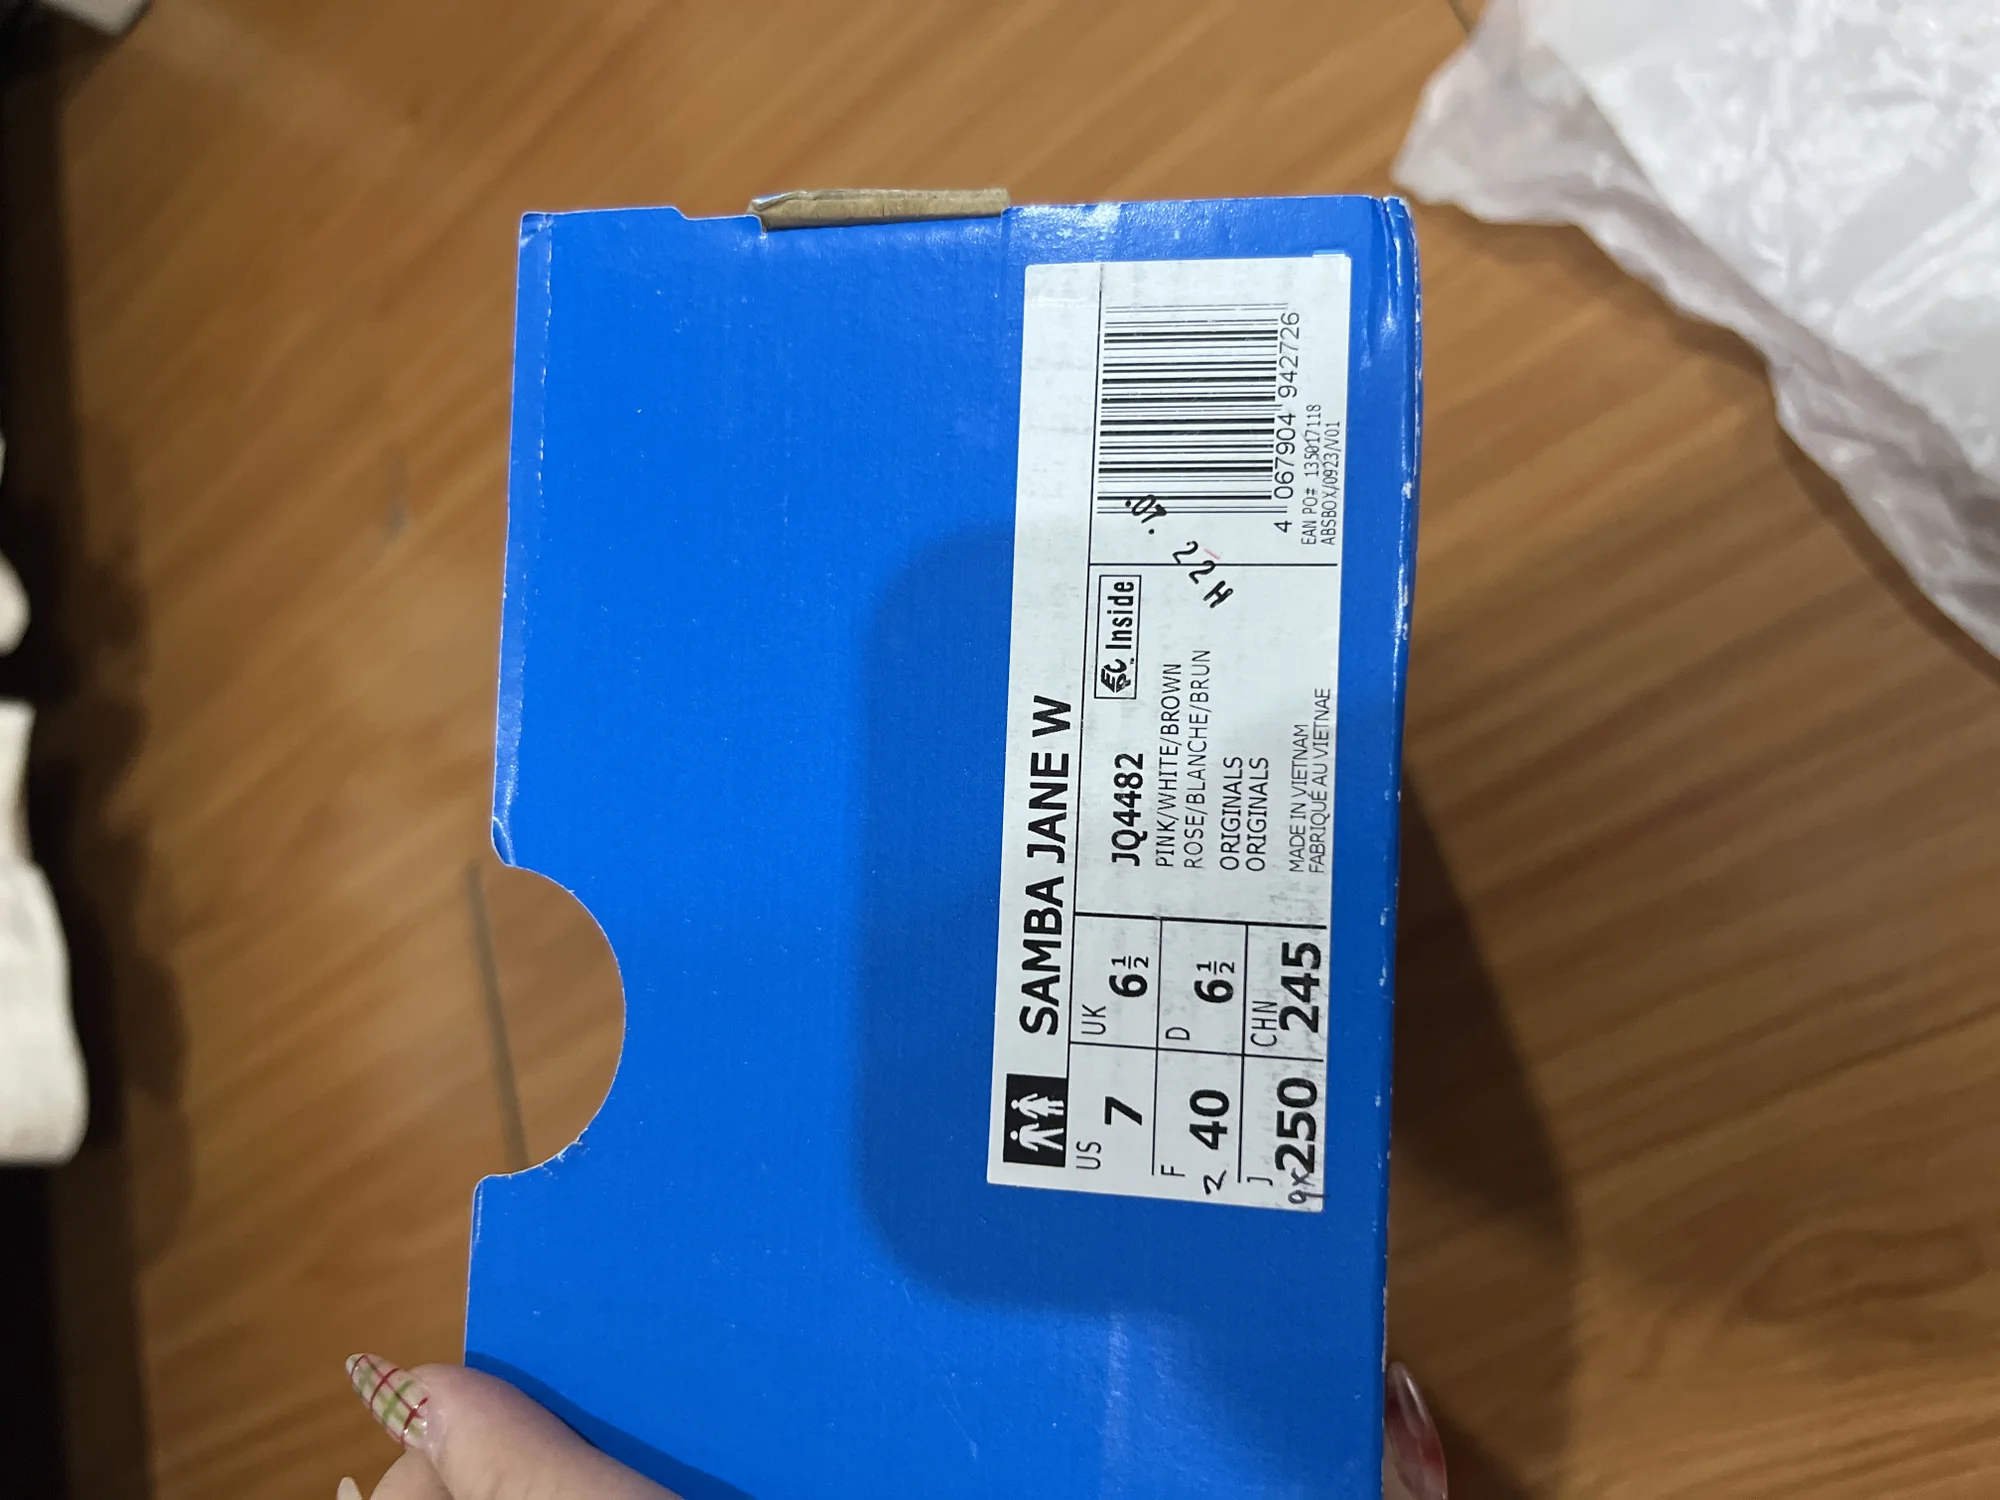 SAMBA JANE W
US 7
UK 6½
F 40
D 6½
J 250
CHN 245
JQ4482
Inside
PINK/WHITE/BROWN
ROSE/BLANCHE/BRUN
ORIGINALS
ORIGINALS
MADE IN VIETNAM
FABRIQUÉ AU VIETNAE
4 067904 942726
EAN PO# 135017118
ABSBOX/0923/V01
H 22